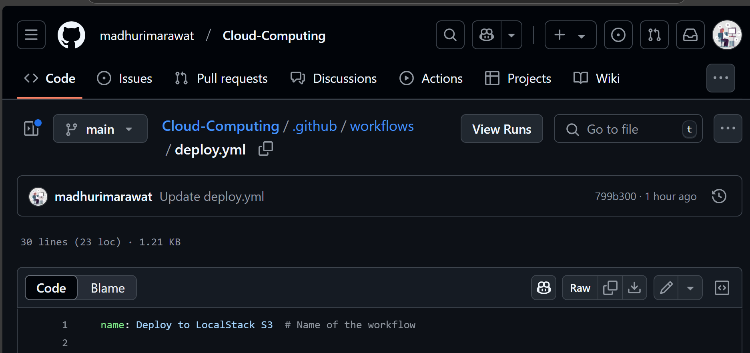 madhurimarawat / Cloud-Computing
Code Issues Pull requests Discussions Actions Projects Wiki
main Cloud-Computing / .github / workflows View Runs Go to file t
/ deploy.yml
madhurimarawat Update deploy.yml 799b300 · 1 hour ago
30 lines (23 loc) · 1.21 KB
Code Blame Raw
1 name: Deploy to LocalStack S3 # Name of the workflow
2